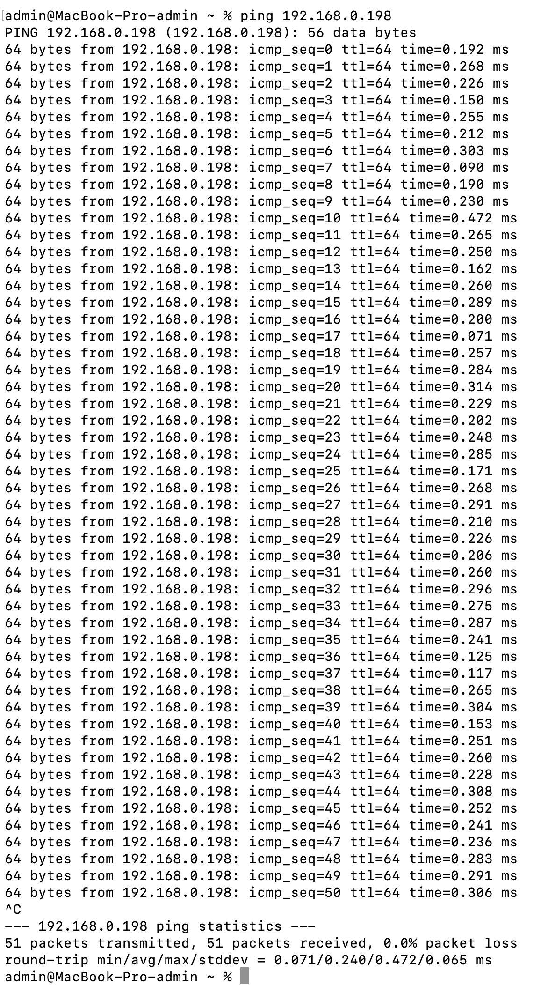 [admin@MacBook-Pro-admin ~ % ping 192.168.0.198
PING 192.168.0.198 (192.168.0.198): 56 data bytes
64 bytes from 192.168.0.198: icmp_seq=0 ttl=64 time=0.192 ms
64 bytes from 192.168.0.198: icmp_seq=1 ttl=64 time=0.268 ms
64 bytes from 192.168.0.198: icmp_seq=2 ttl=64 time=0.226 ms
64 bytes from 192.168.0.198: icmp_seq=3 ttl=64 time=0.150 ms
64 bytes from 192.168.0.198: icmp_seq=4 ttl=64 time=0.255 ms
64 bytes from 192.168.0.198: icmp_seq=5 ttl=64 time=0.212 ms
64 bytes from 192.168.0.198: icmp_seq=6 ttl=64 time=0.303 ms
64 bytes from 192.168.0.198: icmp_seq=7 ttl=64 time=0.090 ms
64 bytes from 192.168.0.198: icmp_seq=8 ttl=64 time=0.190 ms
64 bytes from 192.168.0.198: icmp_seq=9 ttl=64 time=0.230 ms
64 bytes from 192.168.0.198: icmp_seq=10 ttl=64 time=0.472 ms
64 bytes from 192.168.0.198: icmp_seq=11 ttl=64 time=0.265 ms
64 bytes from 192.168.0.198: icmp_seq=12 ttl=64 time=0.250 ms
64 bytes from 192.168.0.198: icmp_seq=13 ttl=64 time=0.162 ms
64 bytes from 192.168.0.198: icmp_seq=14 ttl=64 time=0.260 ms
64 bytes from 192.168.0.198: icmp_seq=15 ttl=64 time=0.289 ms
64 bytes from 192.168.0.198: icmp_seq=16 ttl=64 time=0.200 ms
64 bytes from 192.168.0.198: icmp_seq=17 ttl=64 time=0.071 ms
64 bytes from 192.168.0.198: icmp_seq=18 ttl=64 time=0.257 ms
64 bytes from 192.168.0.198: icmp_seq=19 ttl=64 time=0.284 ms
64 bytes from 192.168.0.198: icmp_seq=20 ttl=64 time=0.314 ms
64 bytes from 192.168.0.198: icmp_seq=21 ttl=64 time=0.229 ms
64 bytes from 192.168.0.198: icmp_seq=22 ttl=64 time=0.202 ms
64 bytes from 192.168.0.198: icmp_seq=23 ttl=64 time=0.248 ms
64 bytes from 192.168.0.198: icmp_seq=24 ttl=64 time=0.285 ms
64 bytes from 192.168.0.198: icmp_seq=25 ttl=64 time=0.171 ms
64 bytes from 192.168.0.198: icmp_seq=26 ttl=64 time=0.268 ms
64 bytes from 192.168.0.198: icmp_seq=27 ttl=64 time=0.291 ms
64 bytes from 192.168.0.198: icmp_seq=28 ttl=64 time=0.210 ms
64 bytes from 192.168.0.198: icmp_seq=29 ttl=64 time=0.226 ms
64 bytes from 192.168.0.198: icmp_seq=30 ttl=64 time=0.206 ms
64 bytes from 192.168.0.198: icmp_seq=31 ttl=64 time=0.260 ms
64 bytes from 192.168.0.198: icmp_seq=32 ttl=64 time=0.296 ms
64 bytes from 192.168.0.198: icmp_seq=33 ttl=64 time=0.275 ms
64 bytes from 192.168.0.198: icmp_seq=34 ttl=64 time=0.287 ms
64 bytes from 192.168.0.198: icmp_seq=35 ttl=64 time=0.241 ms
64 bytes from 192.168.0.198: icmp_seq=36 ttl=64 time=0.125 ms
64 bytes from 192.168.0.198: icmp_seq=37 ttl=64 time=0.117 ms
64 bytes from 192.168.0.198: icmp_seq=38 ttl=64 time=0.265 ms
64 bytes from 192.168.0.198: icmp_seq=39 ttl=64 time=0.304 ms
64 bytes from 192.168.0.198: icmp_seq=40 ttl=64 time=0.153 ms
64 bytes from 192.168.0.198: icmp_seq=41 ttl=64 time=0.251 ms
64 bytes from 192.168.0.198: icmp_seq=42 ttl=64 time=0.260 ms
64 bytes from 192.168.0.198: icmp_seq=43 ttl=64 time=0.228 ms
64 bytes from 192.168.0.198: icmp_seq=44 ttl=64 time=0.308 ms
64 bytes from 192.168.0.198: icmp_seq=45 ttl=64 time=0.252 ms
64 bytes from 192.168.0.198: icmp_seq=46 ttl=64 time=0.241 ms
64 bytes from 192.168.0.198: icmp_seq=47 ttl=64 time=0.236 ms
64 bytes from 192.168.0.198: icmp_seq=48 ttl=64 time=0.283 ms
64 bytes from 192.168.0.198: icmp_seq=49 ttl=64 time=0.291 ms
64 bytes from 192.168.0.198: icmp_seq=50 ttl=64 time=0.306 ms
^C
--- 192.168.0.198 ping statistics ---
51 packets transmitted, 51 packets received, 0.0% packet loss
round-trip min/avg/max/stddev = 0.071/0.240/0.472/0.065 ms
admin@MacBook-Pro-admin ~ %